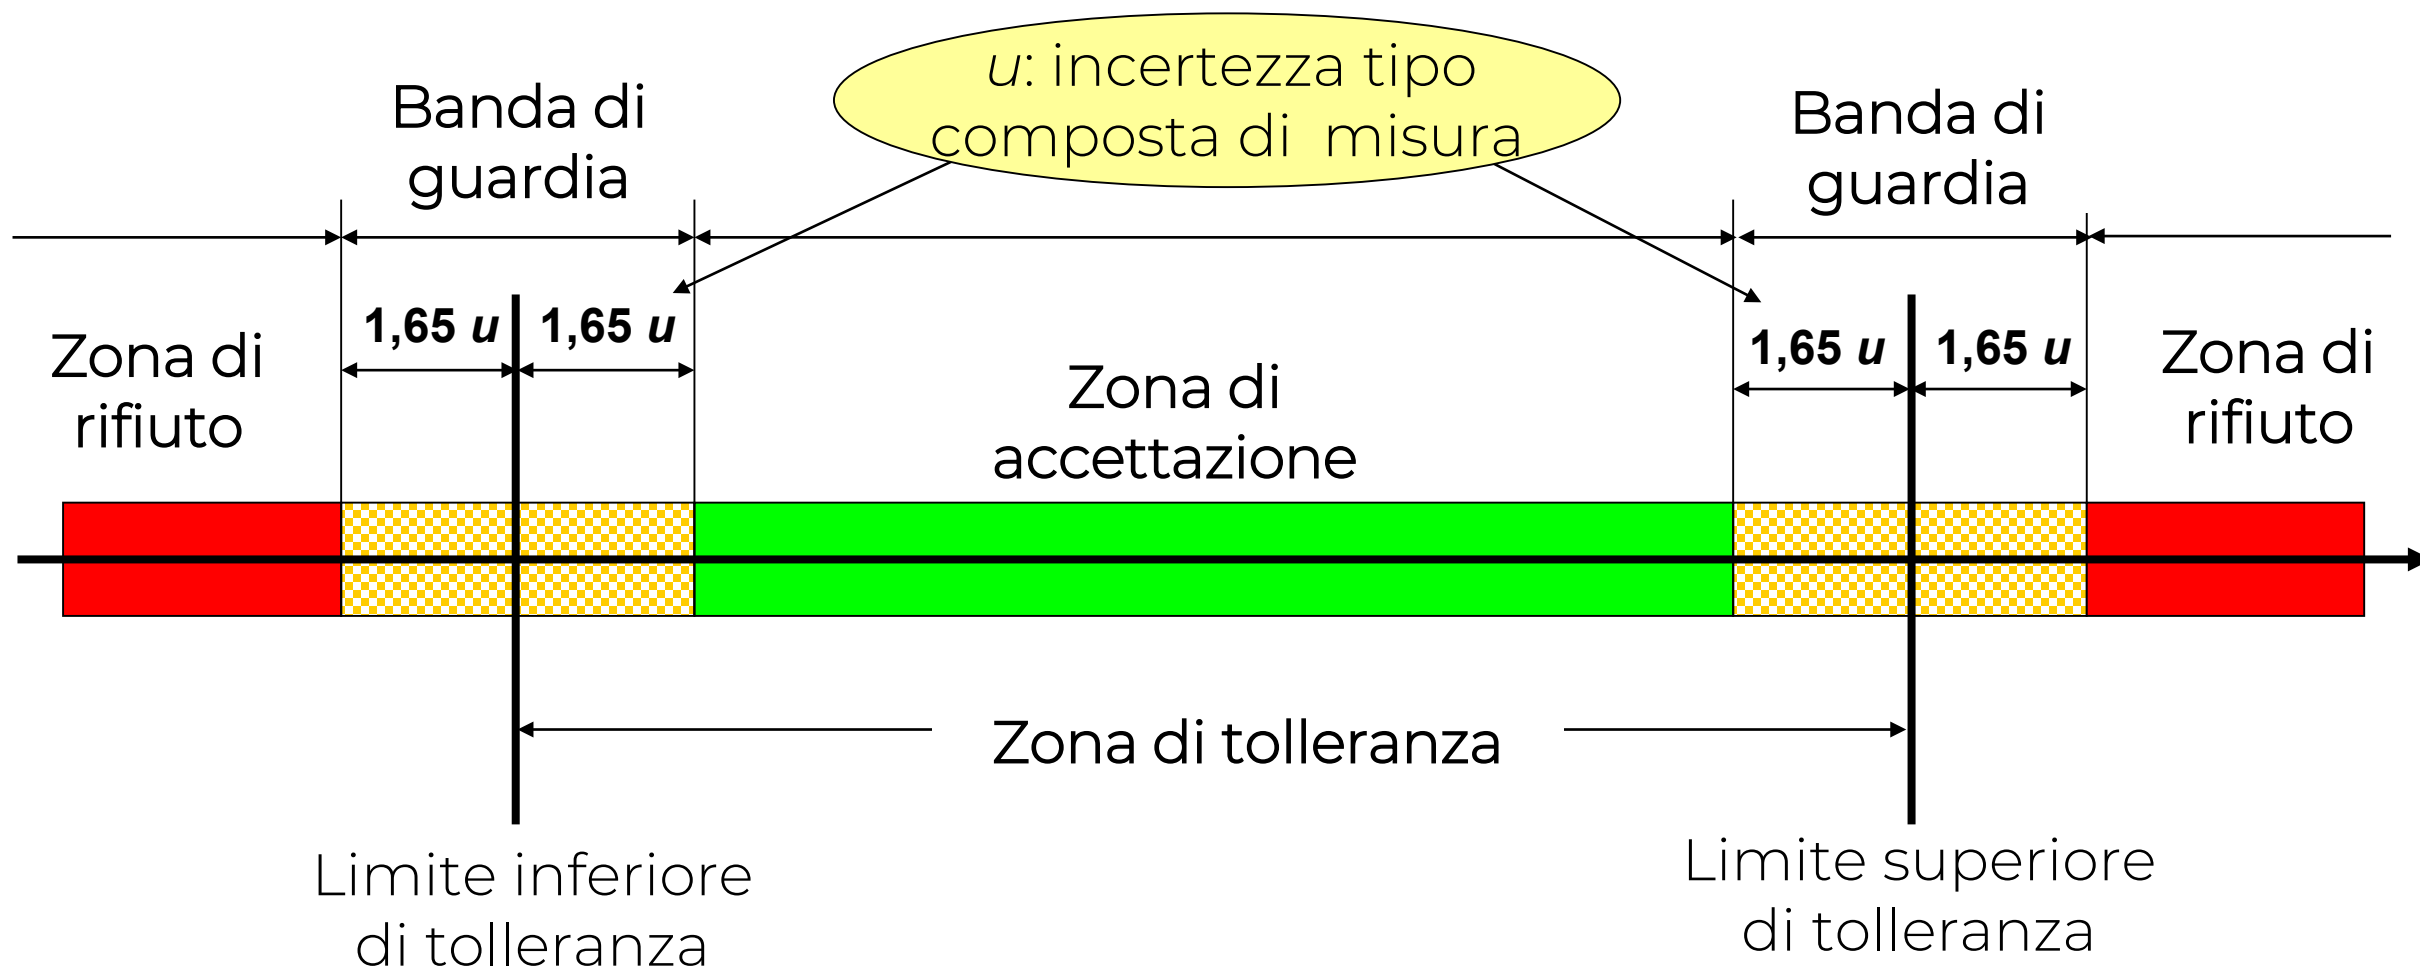 u: incertezza tipo
composta di misura
Banda di
guardia
Banda di
guardia
1,65 u
1,65 u
1,65 u
1,65 u
Zona di
rifiuto
Zona di
accettazione
Zona di
rifiuto
Zona di tolleranza
Limite inferiore
di tolleranza
Limite superiore
di tolleranza